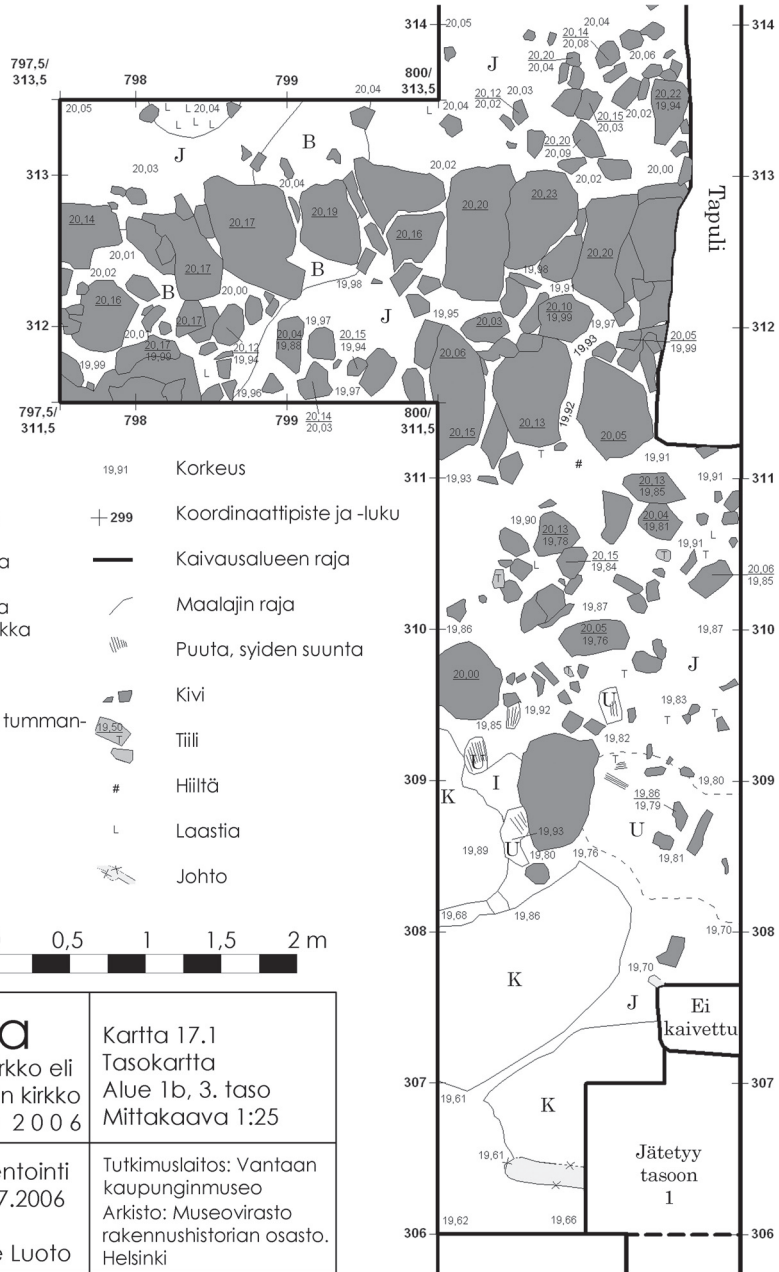 314
20,05
20,04
20,14
20,08
20,06
314
J
20,20
20,04
797,5/
313,5
798
799
800/
313,5
20,12
20,02
20,03
20,22
19,94
20,05
L
L
20,04
L
L
L
20,04
L
20,04
20,15
20,03
20,02
J
B
20,20
20,09
313
20,03
20,04
20,02
20,02
20,00
313
Tapuli
20,14
20,17
20,19
20,16
20,20
20,23
20,20
20,01
20,02
20,17
B
19,98
19,98
B
20,00
19,91
20,16
20,17
J
19,95
20,10
19,99
312
19,97
20,03
19,97
312
20,17
19,99
20,12
19,94
20,04
19,88
20,15
19,94
20,06
19,93
20,05
19,99
19,99
L
19,96
19,97
19,92
797,5/
311,5
798
799
20,14
20,03
800/
311,5
20,15
20,13
20,05
T
#
19,91
311
19,93
19,91
311
19,91 Korkeus
299 Koordinaattipiste ja -luku
Kaivausalueen raja
Maalajin raja
Puuta, syiden suunta
Kivi
19,50
T
Tiili
# Hiiltä
L Laastia
Johto
a
a
kka
tumman-
20,13
19,85
19,90
20,13
19,78
20,04
19,81
19,91
L
T
L
20,15
19,84
T
T
20,06
19,85
19,87
310
19,86
20,05
19,76
19,87
310
J
20,00
T
T
19,92
U
19,83
19,85
T
T
19,82
309
U
I
T
19,80
309
K
19,86
19,79
19,93
U
19,89
U
19,80
19,76
19,81
308
19,68
19,86
19,70
308
19,70
K
J
Ei
kaivettu
307
19,61
307
K
19,61
Jätetyy
tasoon
1
306
19,62
19,66
306
0,5
1
1,5
2 m
a
rkko eli
n kirkko
2 0 0 6
Kartta 17.1
Tasokartta
Alue 1b, 3. taso
Mittakaava 1:25
entointi
7.2006
e Luoto
Tutkimuslaitos: Vantaan
kaupunginmuseo
Arkisto: Museovirasto
rakennushistorian osasto.
Helsinki